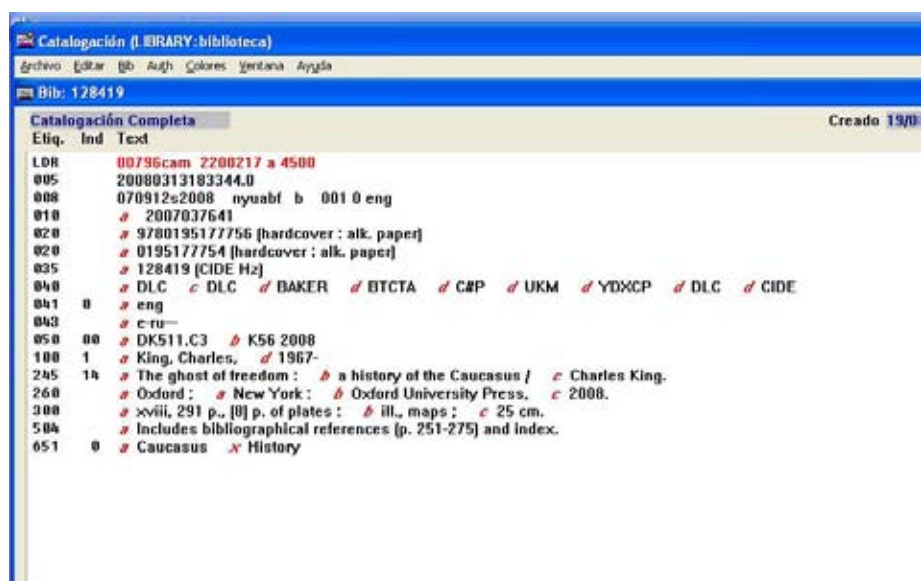 Catalogación (LIBRARY:biblioteca)
Archivo Editar Bib Auth Colores Ventana Ayuda
Bib: 128419
Catalogación Completa Creado 19/0
Etiq. Ind Text
LDR 00796cam 2200217 a 4500
005 20080313183344.0
008 070912s2008 nyuabf b 001 0 eng
010 a 2007037641
020 a 9780195177756 (hardcover : alk. paper)
020 a 0195177754 (hardcover : alk. paper)
035 a 128419 (CIDE Hz)
040 a DLC c DLC d BAKER d BTCTA d C#P d UKM d YDXCP d DLC d CIDE
041 0 a eng
043 a e-ru---
050 00 a DK511.C3 b K56 2008
100 1 a King, Charles, d 1967-
245 14 a The ghost of freedom : b a history of the Caucasus / c Charles King.
260 a Oxford ; a New York : b Oxford University Press, c 2008.
300 a xviii, 291 p., [8] p. of plates : b ill., maps ; c 25 cm.
504 a Includes bibliographical references (p. 251-275) and index.
651 0 a Caucasus x History